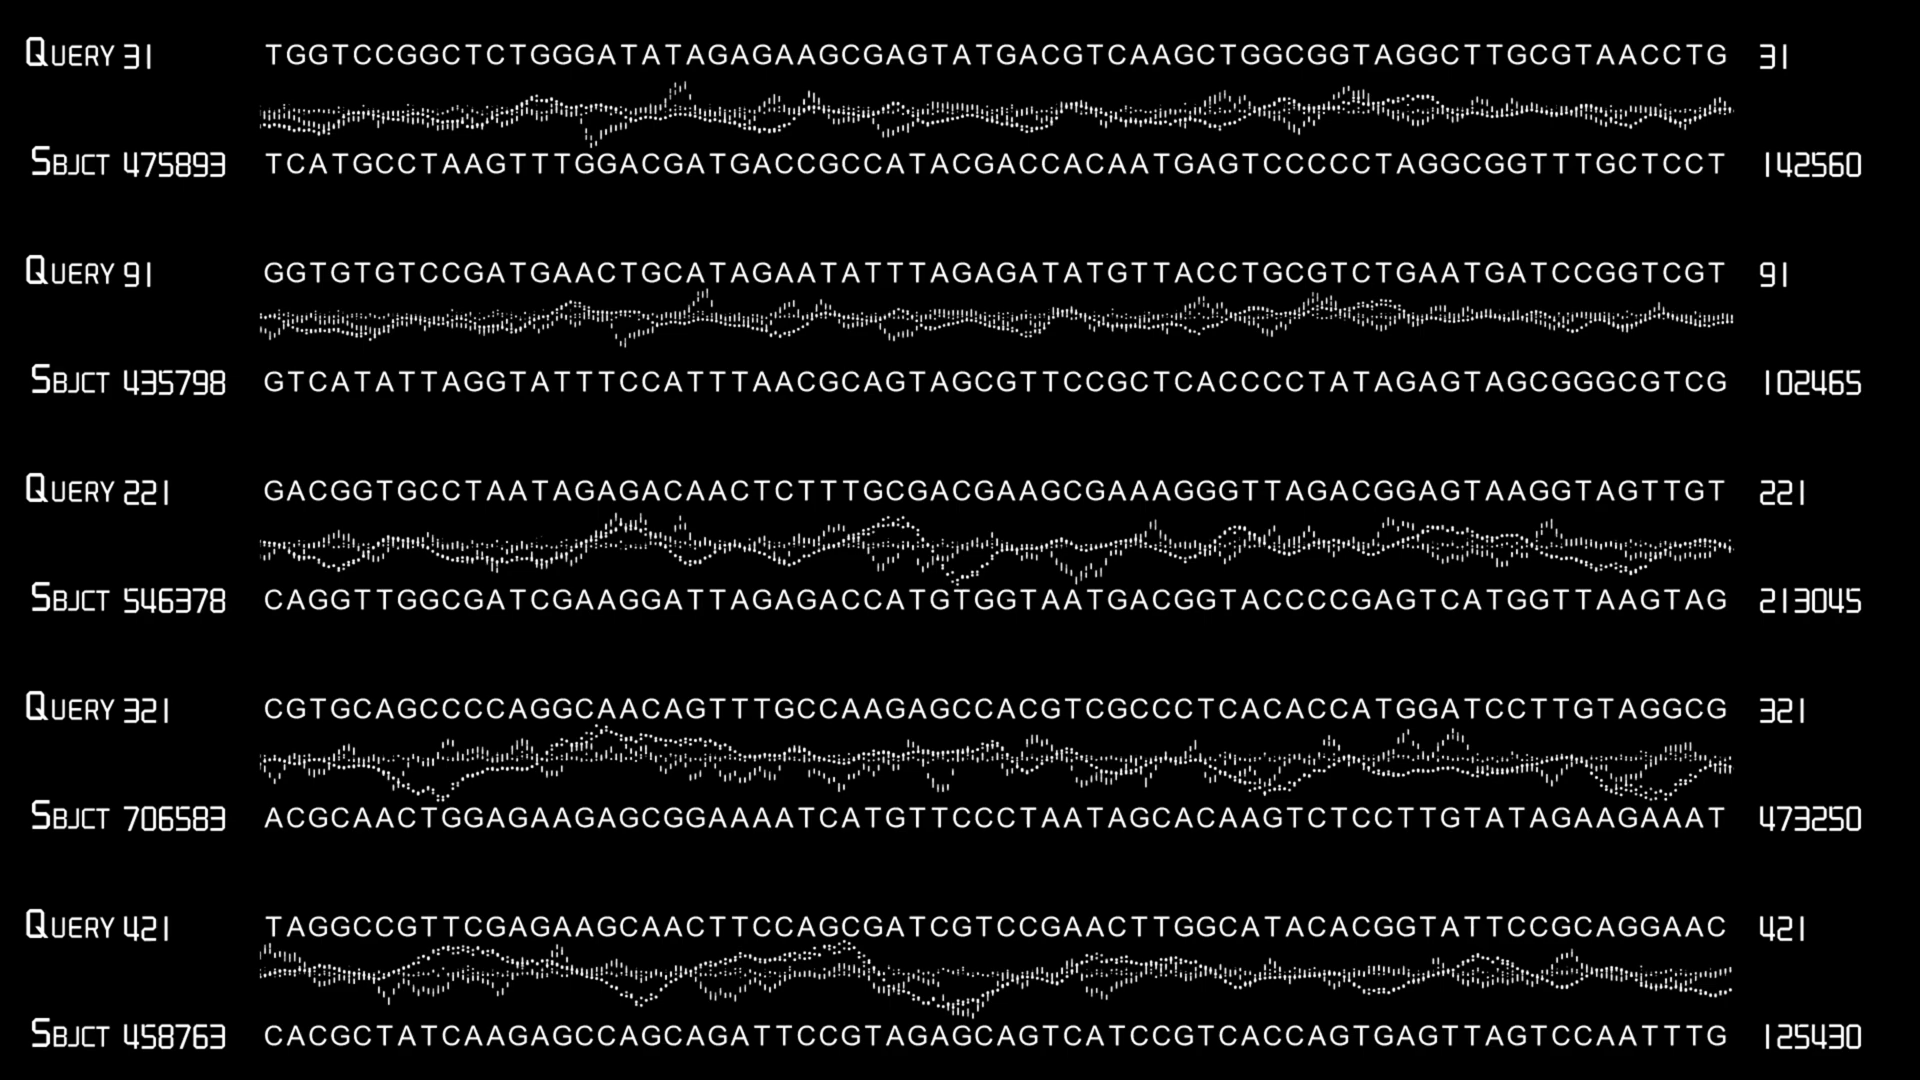 QUERY 31 TGGTCCGGCTCTGGGATATAGAGAAGCGAGTATGACGTCAAGCTGGCGGTAGGCTTGCGTAACCTG 31
SBJCT 475893 TCATGCCTAAGTTTGGACGATGACCGCCATACGACCACAATGAGTCCCCCTAGGCGGTTTGCTCCT 142560
QUERY 91 GGTGTGTCCGATGAACTGCATAGAATATTTAGAGATATGTTACCTGCGTCTGAATGATCCGGTCGT 91
SBJCT 435798 GTCATATTAGGTATTTCCATTTAACGCAGTAGCGTTCCGCTCACCCCTATAGAGTAGCGGGCGTCG 102465
QUERY 221 GACGGTGCCTAATAGAGACAACTCTTTGCGACGAAGCGAAAGGGTTAGACGGAGTAAGGTAGTTGT 221
SBJCT 546378 CAGGTTGGCGATCGAAGGATTAGAGACCATGTGGTAATGACGGTACCCCGAGTCATGGTTAAGTAG 213045
QUERY 321 CGTGCAGCCCCAGGCAACAGTTTGCCAAGAGCCACGTCGCCCTCACACCATGGATCCTTGTAGGCG 321
SBJCT 706583 ACGCAACTGGAGAAGAGCGGAAAATCATGTTCCCTAATAGCACAAGTCTCCTTGTATAGAAGAAAT 473250
QUERY 421 TAGGCCGTTCGAGAAGCAACTTCCAGCGATCGTCCGAACTTGGCATACACGGTATTCCGCAGGAAC 421
SBJCT 458763 CACGCTATCAAGAGCCAGCAGATTCCGTAGAGCAGTCATCCGTCACCAGTGAGTTAGTCCAATTTG 125430